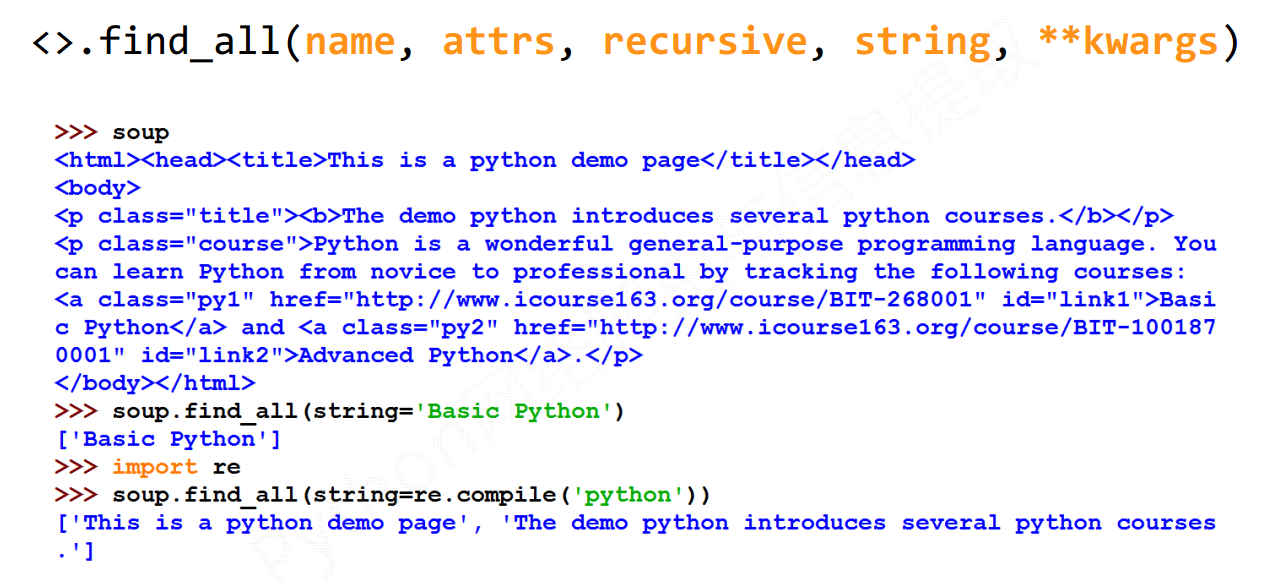 <>.find_all(name, attrs, recursive, string, **kwargs)
>>> soup
<html><head><title>This is a python demo page</title></head>
<body>
<p class="title"><b>The demo python introduces several python courses.</b></p>
<p class="course">Python is a wonderful general-purpose programming language. You
can learn Python from novice to professional by tracking the following courses:
<a class="py1" href="http://www.icourse163.org/course/BIT-268001" id="link1">Basi
c Python</a> and <a class="py2" href="http://www.icourse163.org/course/BIT-100187
0001" id="link2">Advanced Python</a>.</p>
</body></html>
>>> soup.find_all(string='Basic Python')
['Basic Python']
>>> import re
>>> soup.find_all(string=re.compile('python'))
['This is a python demo page', 'The demo python introduces several python courses
.']